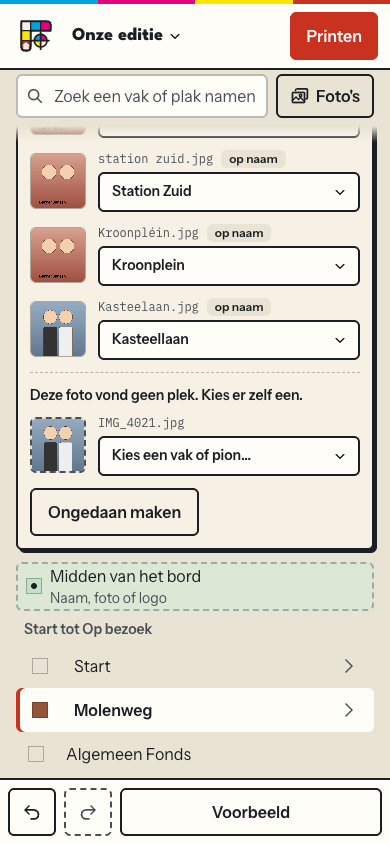 Onze editie
Printen
Zoek een vak of plak namen
Foto's
station zuid.jpg op naam
Station Zuid
Kroonpléin.jpg op naam
Kroonplein
Kasteelaan.jpg op naam
Kasteellaan
Deze foto vond geen plek. Kies er zelf een.
IMG_4021.jpg
Kies een vak of pion…
Ongedaan maken
Midden van het bord
Naam, foto of logo
Start tot Op bezoek
Start
Molenweg
Algemeen Fonds
Voorbeeld